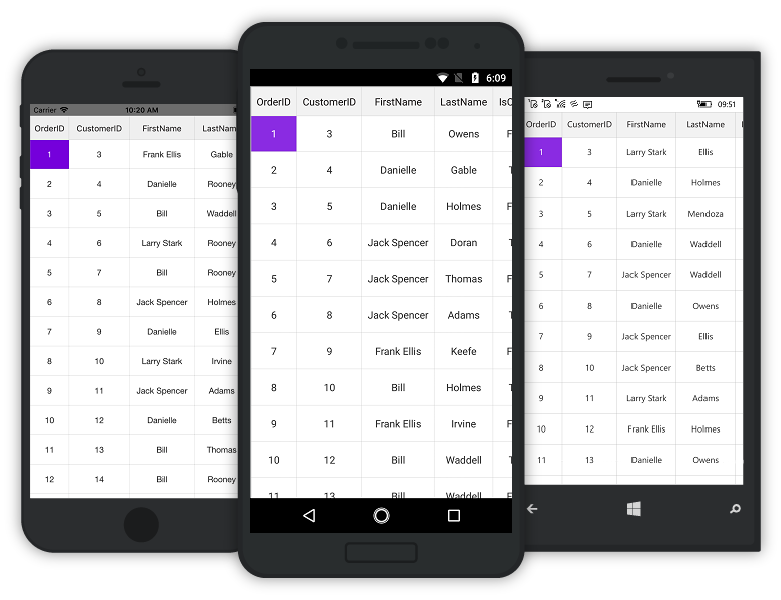 Carrier 10:20 AM
OrderID CustomerID FirstName LastNam
1 3 Frank Ellis Gable
2 4 Danielle Rooney
3 5 Bill Waddell
4 6 Larry Stark Rooney
5 7 Bill Rooney
6 8 Jack Spencer Holmes
7 9 Danielle Ellis
8 10 Larry Stark Irvine
9 11 Jack Spencer Adams
10 12 Danielle Betts
11 13 Bill Thomas
12 14 Bill Rooney
6:09
OrderID CustomerID FirstName LastName IsC
1 3 Bill Owens F
2 4 Danielle Gable
3 5 Danielle Holmes F
4 6 Jack Spencer Doran
5 7 Jack Spencer Thomas F
6 8 Jack Spencer Adams
7 9 Frank Ellis Keefe F
8 10 Bill Holmes
9 11 Frank Ellis Irvine F
10 12 Bill Waddell
11 13 Bill Waddell F
09:51
OrderID CustomerID FirstName LastName
1 3 Larry Stark Ellis
2 4 Danielle Holmes
3 5 Larry Stark Mendoza
4 6 Danielle Waddell
5 7 Jack Spencer Waddell
6 8 Danielle Owens
7 9 Jack Spencer Ellis
8 10 Jack Spencer Betts
9 11 Larry Stark Adams
10 12 Frank Ellis Holmes
11 13 Danielle Owens